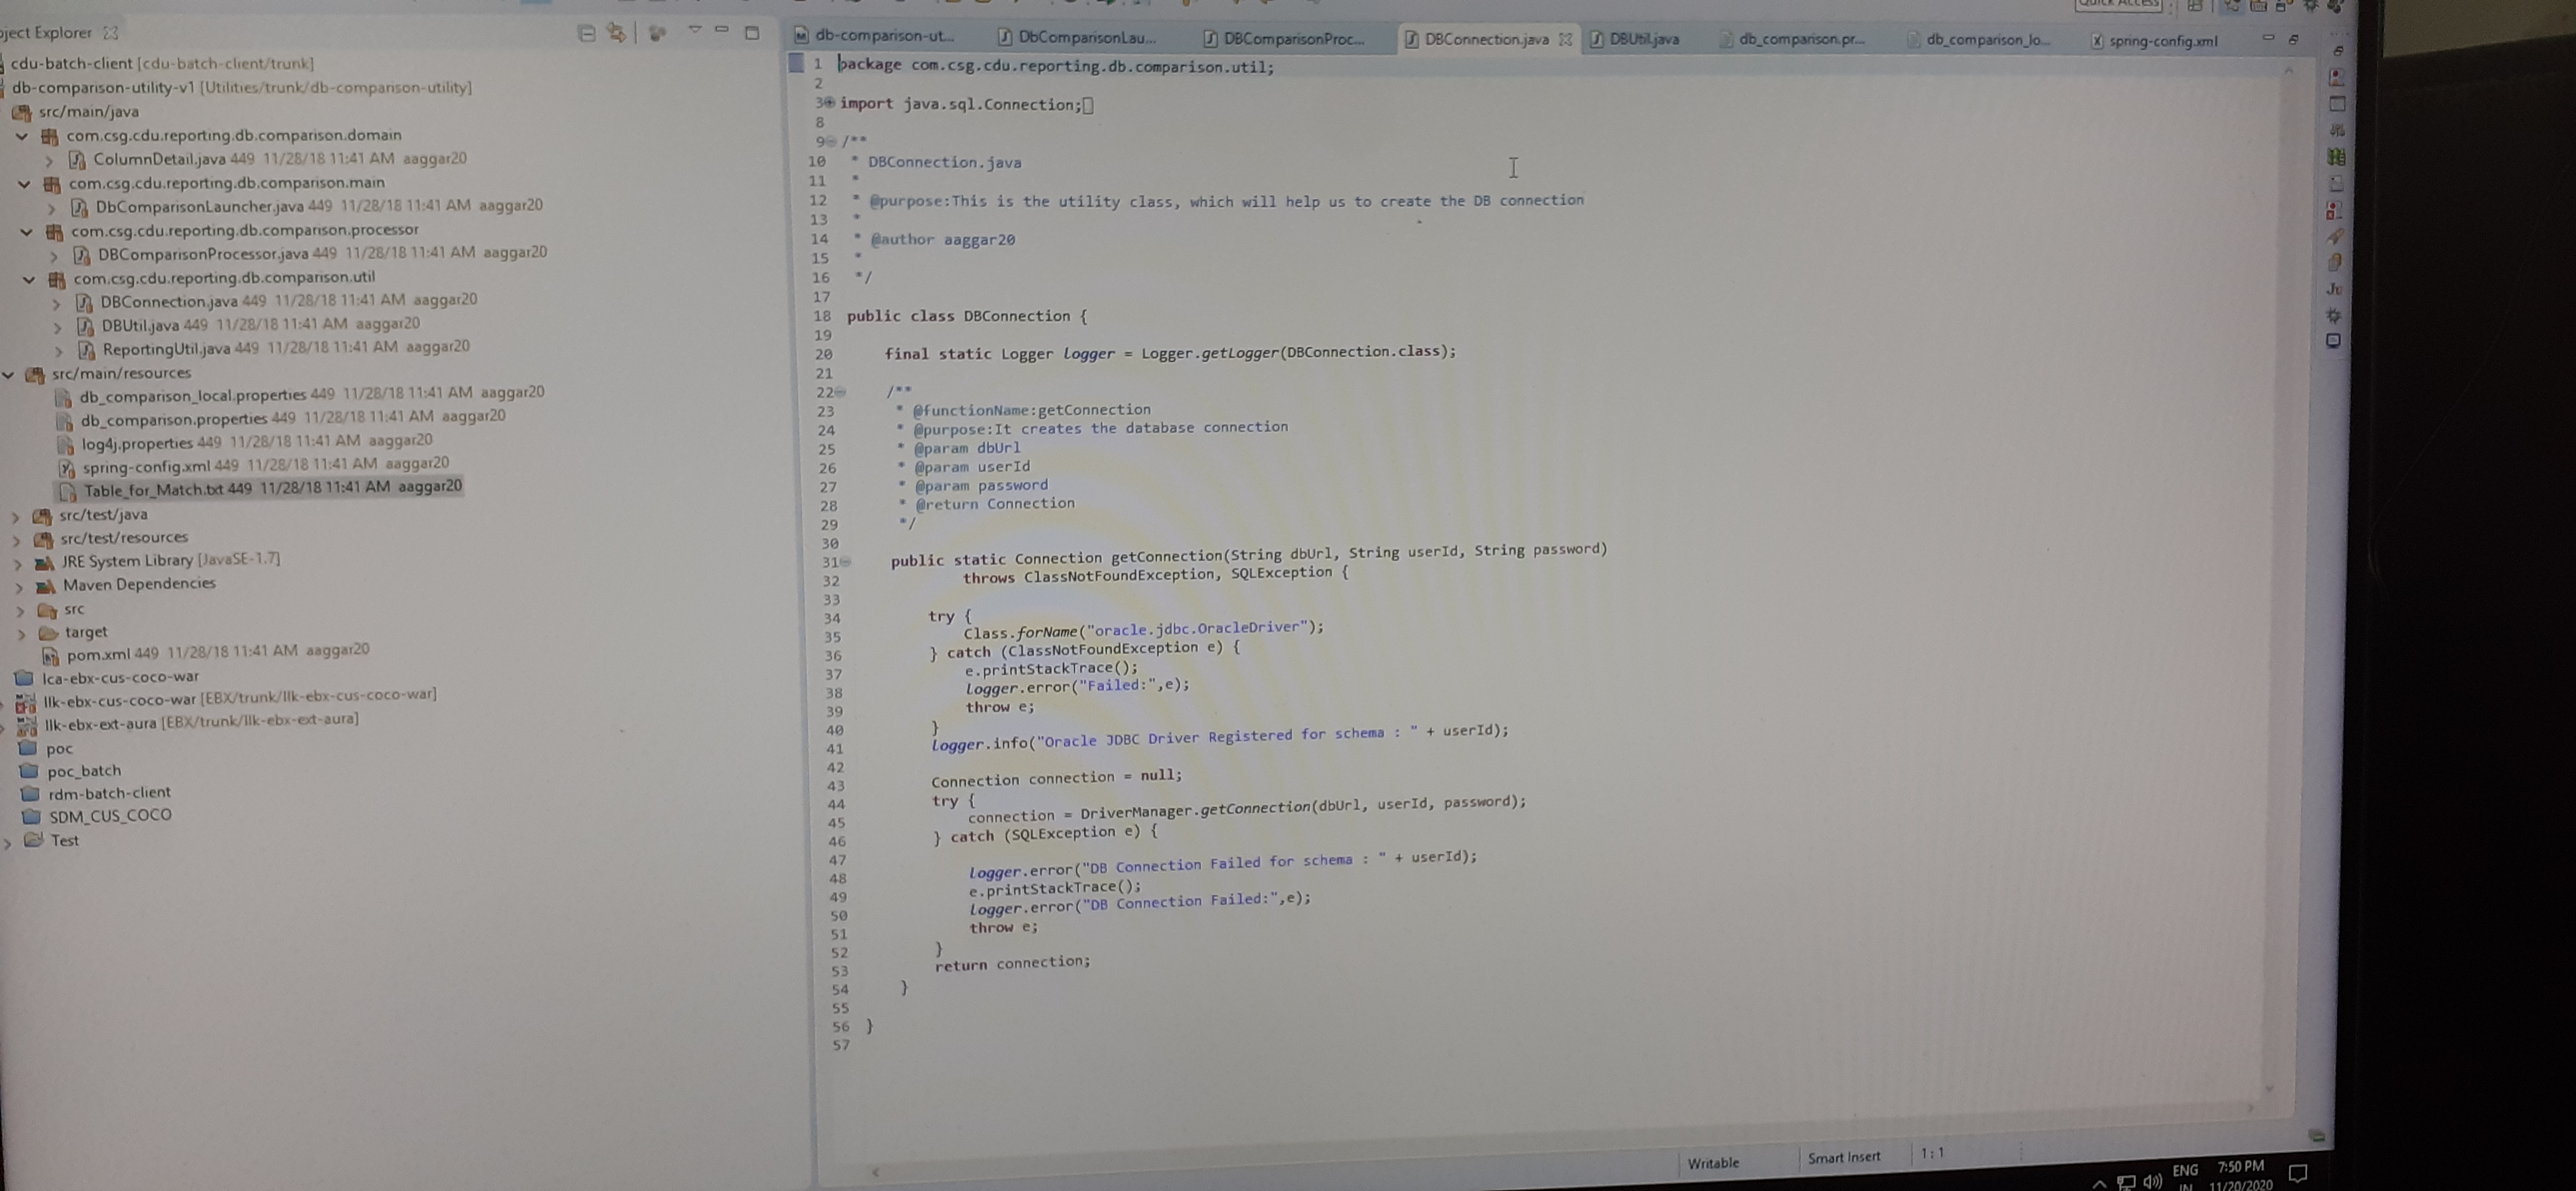 ject Explorer
cdu-batch-client [cdu-batch-client/trunk]
db-comparison-utility-v1 [Utilities/trunk/db-comparison-utility]
src/main/java
com.csg.cdu.reporting.db.comparison.domain
ColumnDetail.java 449 11/28/18 11:41 AM aaggar20
com.csg.cdu.reporting.db.comparison.main
DbComparisonLauncher.java 449 11/28/18 11:41 AM aaggar20
com.csg.cdu.reporting.db.comparison.processor
DBComparisonProcessor.java 449 11/28/18 11:41 AM aaggar20
com.csg.cdu.reporting.db.comparison.util
DBConnection.java 449 11/28/18 11:41 AM aaggar20
DBUtil.java 449 11/28/18 11:41 AM aaggar20
ReportingUtil.java 449 11/28/18 11:41 AM aaggar20
src/main/resources
db_comparison_local.properties 449 11/28/18 11:41 AM aaggar20
db_comparison.properties 449 11/28/18 11:41 AM aaggar20
log4j.properties 449 11/28/18 11:41 AM aaggar20
spring-config.xml 449 11/28/18 11:41 AM aaggar20
Table_for_Match.txt 449 11/28/18 11:41 AM aaggar20
src/test/java
src/test/resources
JRE System Library [JavaSE-1.7]
Maven Dependencies
src
target
pom.xml 449 11/28/18 11:41 AM aaggar20
lca-ebx-cus-coco-war
llk-ebx-cus-coco-war [EBX/trunk/llk-ebx-cus-coco-war]
llk-ebx-ext-aura [EBX/trunk/llk-ebx-ext-aura]
poc
poc_batch
rdm-batch-client
SDM_CUS_COCO
Test
Quick Access
db-comparison-ut... DbComparisonLau... DBComparisonProc... DBConnection.java DBUtil.java db_comparison.pr... db_comparison_lo... spring-config.xml
1 package com.csg.cdu.reporting.db.comparison.util;
2
3 import java.sql.Connection;
8
9 /**
10 * DBConnection.java
11 *
12 * @purpose:This is the utility class, which will help us to create the DB connection
13 *
14 * @author aaggar20
15 *
16 */
17
18 public class DBConnection {
19
20 final static Logger logger = Logger.getLogger(DBConnection.class);
21
22 /**
23 * @functionName:getConnection
24 * @purpose:It creates the database connection
25 * @param dbUrl
26 * @param userId
27 * @param password
28 * @return Connection
29 */
30
31 public static Connection getConnection(String dbUrl, String userId, String password)
32 throws ClassNotFoundException, SQLException {
33
34 try {
35 Class.forName("oracle.jdbc.OracleDriver");
36 } catch (ClassNotFoundException e) {
37 e.printStackTrace();
38 logger.error("Failed:",e);
39 throw e;
40 }
41 logger.info("Oracle JDBC Driver Registered for schema : " + userId);
42
43 Connection connection = null;
44 try {
45 connection = DriverManager.getConnection(dbUrl, userId, password);
46 } catch (SQLException e) {
47
48 logger.error("DB Connection Failed for schema : " + userId);
49 e.printStackTrace();
50 logger.error("DB Connection Failed:",e);
51 throw e;
52 }
53 return connection;
54 }
55
56 }
57
Ju
Writable Smart Insert 1:1
ENG 7:50 PM
IN 11/20/2020